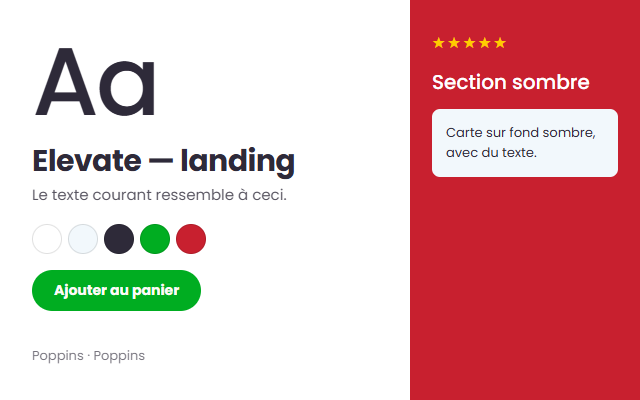 Aa
Elevate — landing
Le texte courant ressemble à ceci.
Ajouter au panier
Poppins · Poppins
★★★★★
Section sombre
Carte sur fond sombre,
avec du texte.